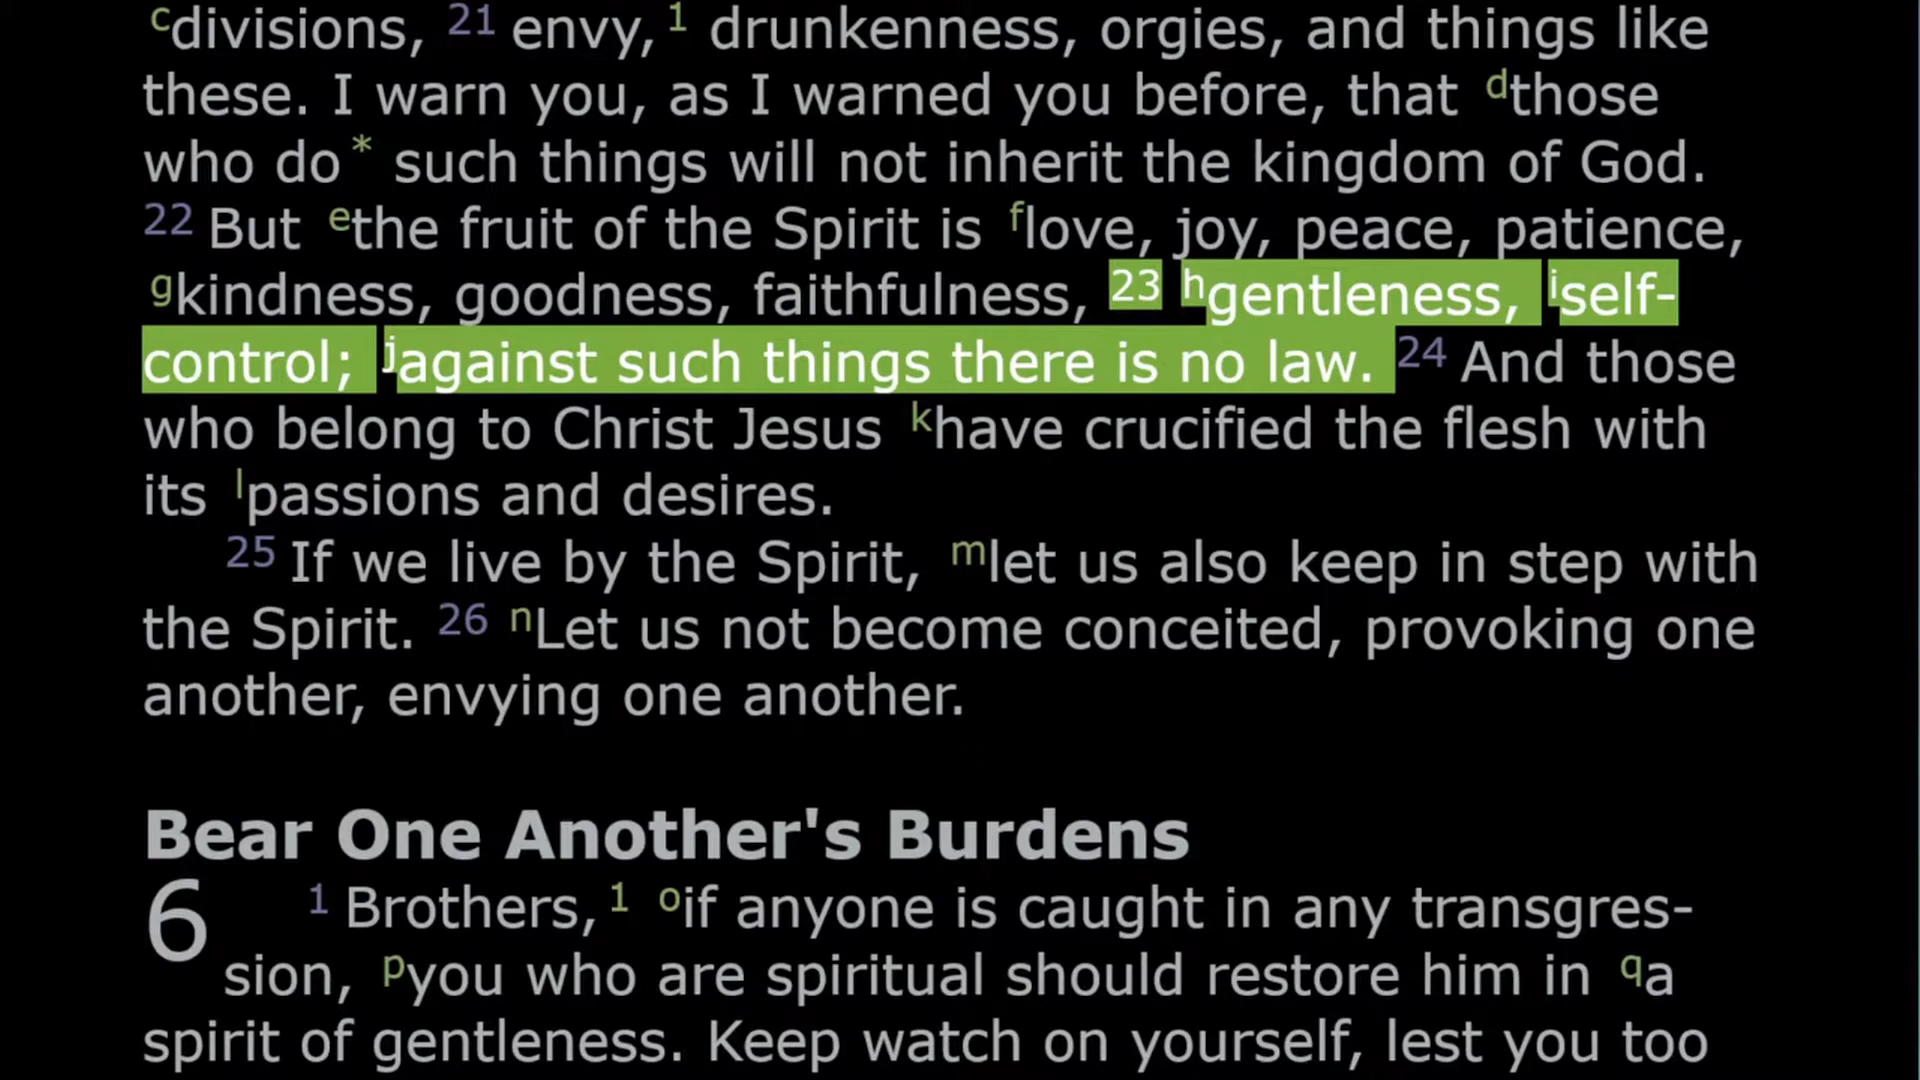 cdivisions, 21 envy,1 drunkenness, orgies, and things like
these. I warn you, as I warned you before, that dthose
who do* such things will not inherit the kingdom of God.
22 But ethe fruit of the Spirit is flove, joy, peace, patience,
gkindness, goodness, faithfulness, 23 hgentleness, iself-
control; jagainst such things there is no law. 24 And those
who belong to Christ Jesus khave crucified the flesh with
its lpassions and desires.
25 If we live by the Spirit, mlet us also keep in step with
the Spirit. 26 nLet us not become conceited, provoking one
another, envying one another.
Bear One Another's Burdens
6 1 Brothers,1 oif anyone is caught in any transgres-
sion, pyou who are spiritual should restore him in qa
spirit of gentleness. Keep watch on yourself, lest you too